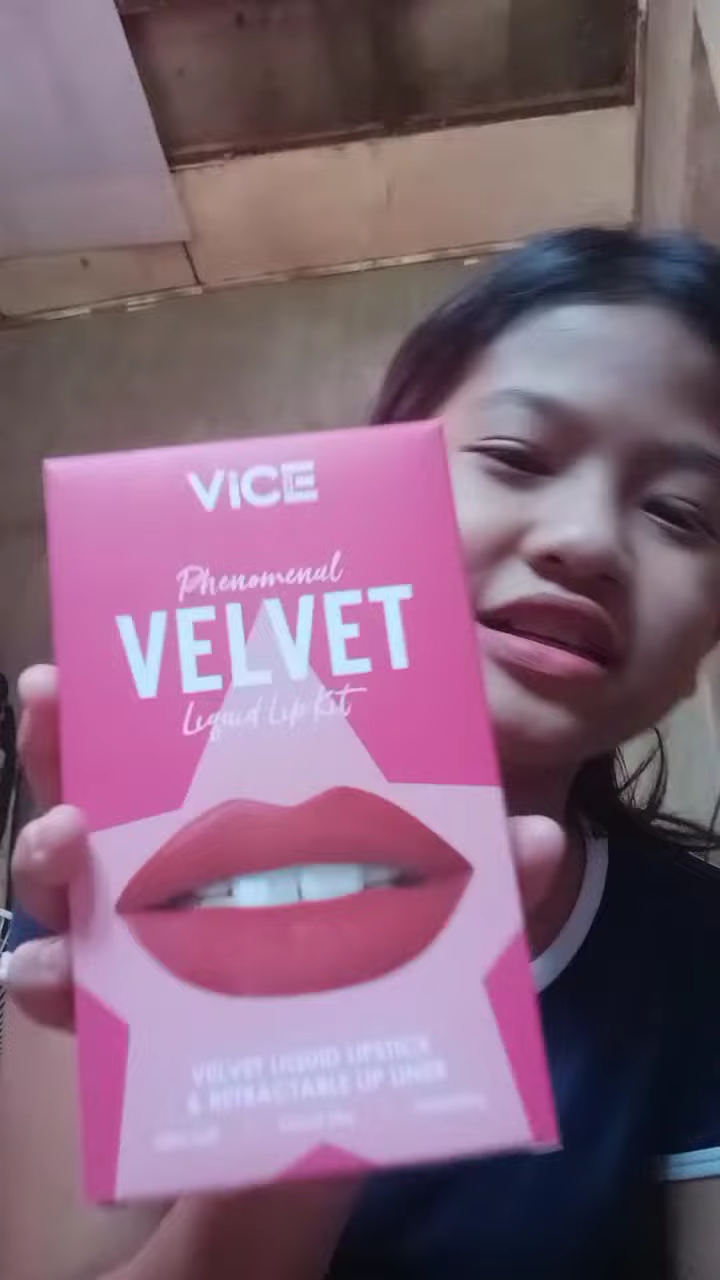 ViCE
Phenomenal
VELVET
Liquid Lip Kit
VELVET LIQUID LIPSTICK
& RETRACTABLE LIP LINER